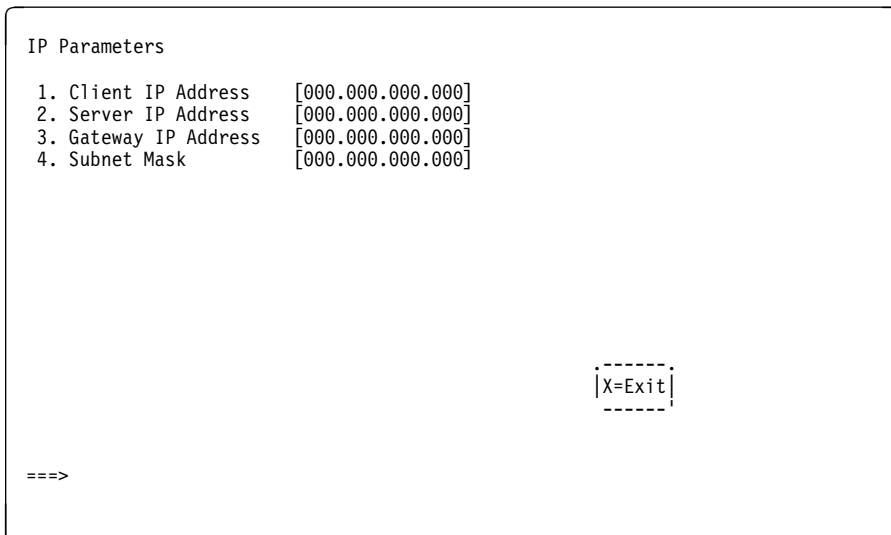 IP Parameters
1. Client IP Address [000.000.000.000]
2. Server IP Address [000.000.000.000]
3. Gateway IP Address [000.000.000.000]
4. Subnet Mask [000.000.000.000]
X=Exit
===>